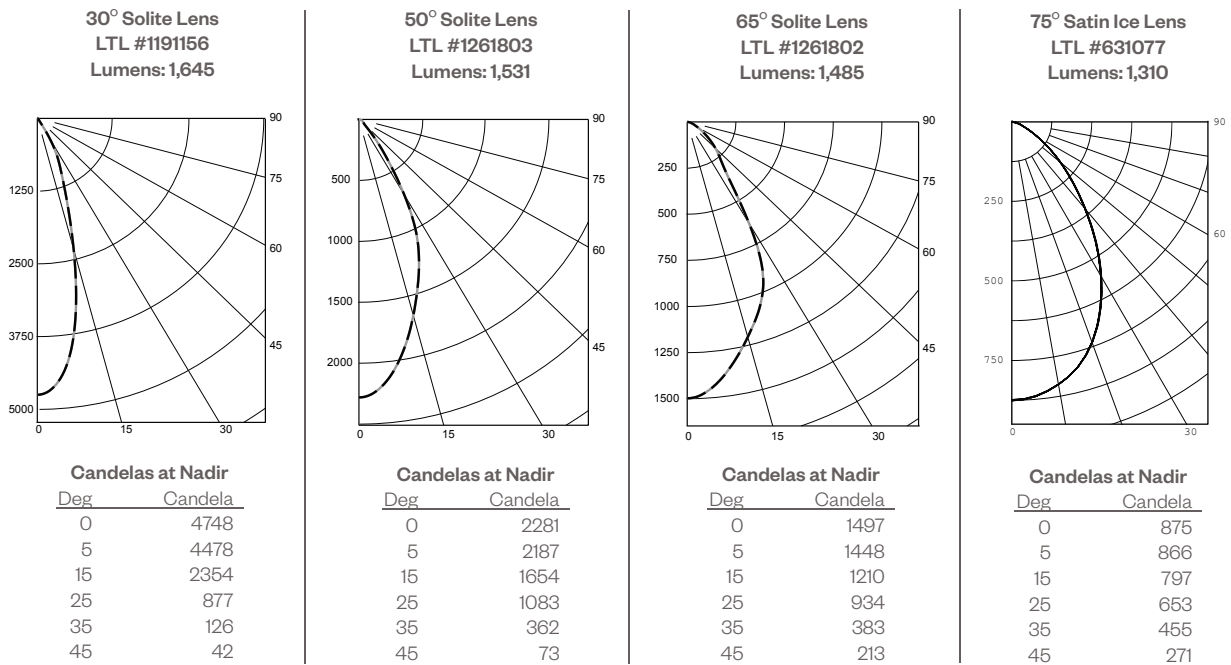 30° Solite Lens
LTL #1191156
Lumens: 1,645
90
1250
75
2500
60
3750
45
5000
0 15 30
Candelas at Nadir
Deg Candela
0 4748
5 4478
15 2354
25 877
35 126
45 42
50° Solite Lens
LTL #1261803
Lumens: 1,531
90
500
75
1000
60
1500
45
2000
0 15 30
Candelas at Nadir
Deg Candela
0 2281
5 2187
15 1654
25 1083
35 362
45 73
65° Solite Lens
LTL #1261802
Lumens: 1,485
90
250
75
500
60
750
1000
45
1250
1500
0 15 30
Candelas at Nadir
Deg Candela
0 1497
5 1448
15 1210
25 934
35 383
45 213
75° Satin Ice Lens
LTL #631077
Lumens: 1,310
90
250
60
500
750
0 30
Candelas at Nadir
Deg Candela
0 875
5 866
15 797
25 653
35 455
45 271